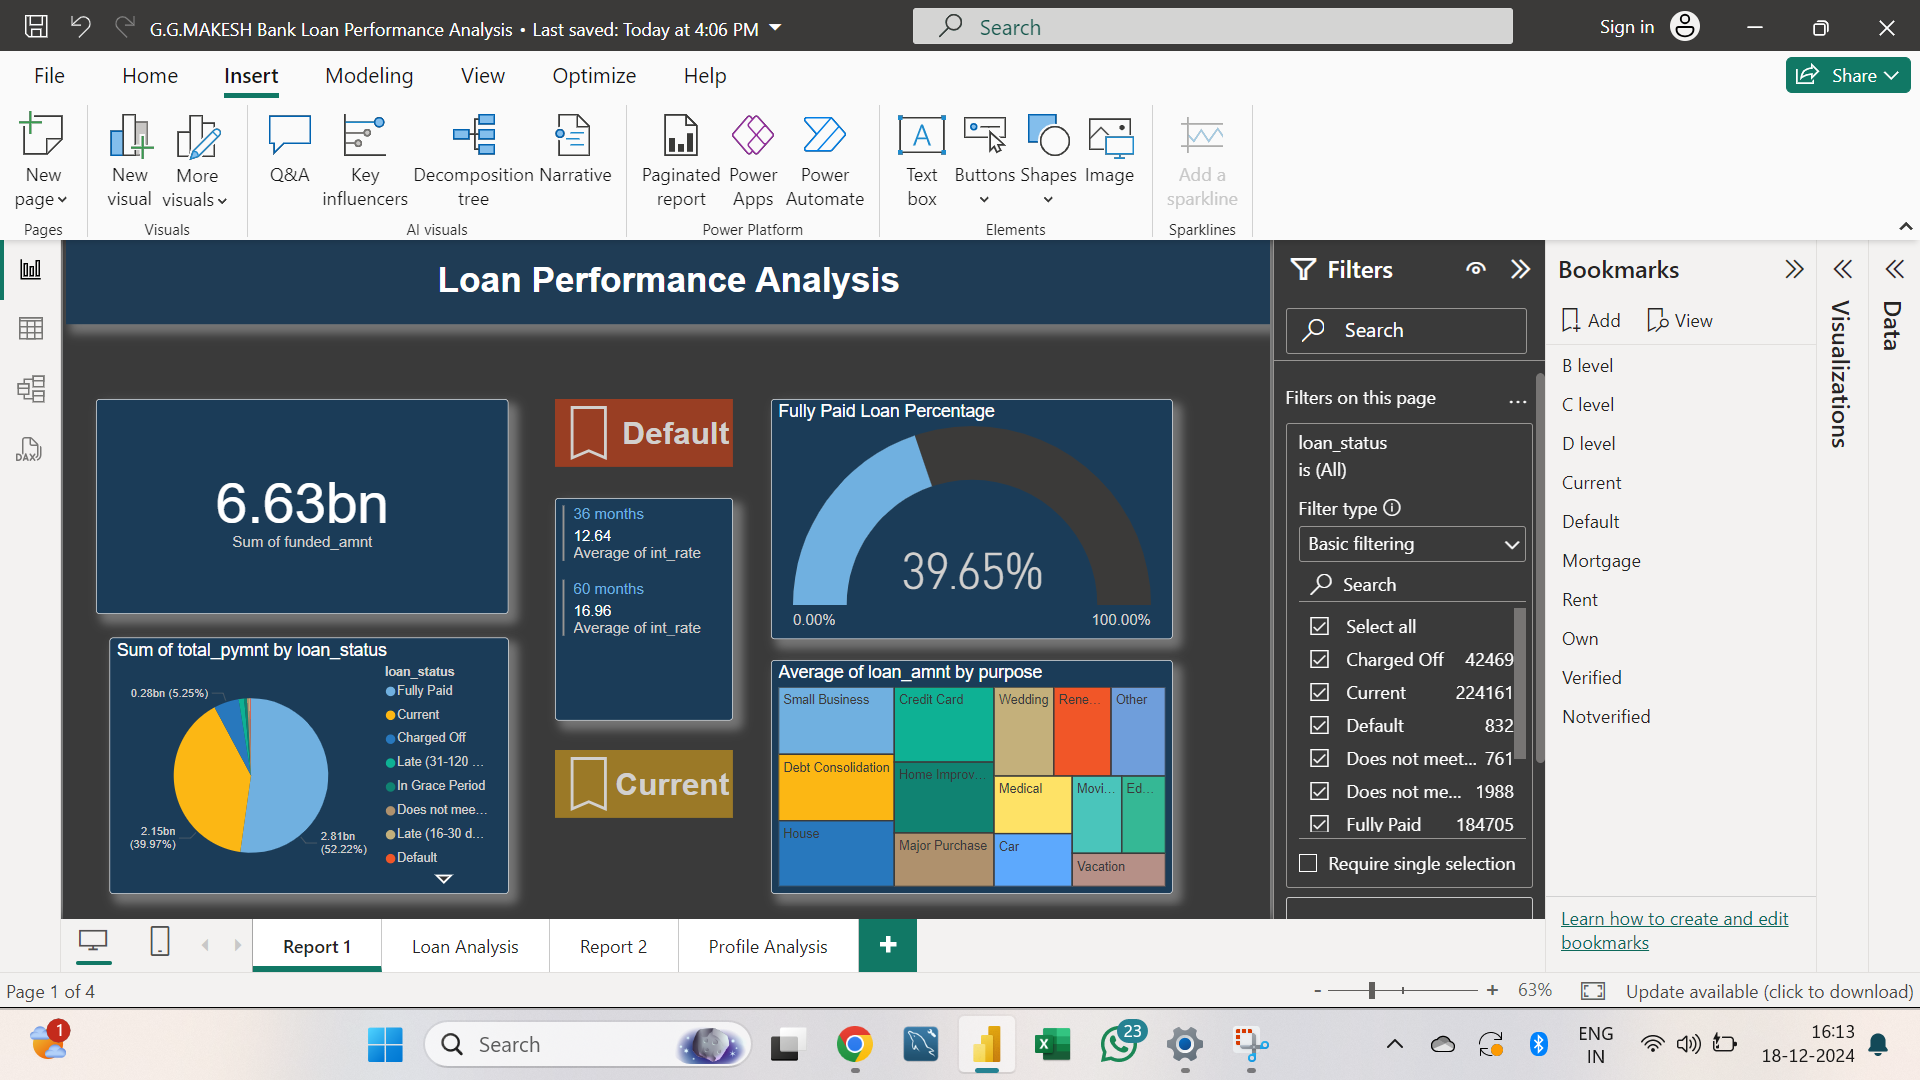 G.G.MAKESH Bank Loan Performance Analysis • Last saved: Today at 4:06 PM
Search
Sign in
File
Home
Insert
Modeling
View
Optimize
Help
Share
New page
New visual
More visuals
Q&A
Key influencers
Decomposition tree
Narrative
Paginated report
Power Apps
Power Automate
Text box
Buttons
Shapes
Image
Add a sparkline
Pages
Visuals
AI visuals
Power Platform
Elements
Sparklines
DAX
Loan Performance Analysis
6.63bn
Sum of funded_amnt
Default
36 months
12.64
Average of int_rate
60 months
16.96
Average of int_rate
Current
Fully Paid Loan Percentage
39.65%
0.00%
100.00%
Sum of total_pymnt by loan_status
0.28bn (5.25%)
2.15bn
(39.97%)
2.81bn
(52.22%)
loan_status
Fully Paid
Current
Charged Off
Late (31-120 ...
In Grace Period
Does not mee...
Late (16-30 d...
Default
Average of loan_amnt by purpose
Small Business
Debt Consolidation
House
Credit Card
Home Improv...
Major Purchase
Wedding
Rene...
Other
Medical
Movi...
Ed...
Car
Vacation
Filters
Search
Filters on this page
...
loan_status
is (All)
Filter type
Basic filtering
Search
Select all
Charged Off 42469
Current 224161
Default 832
Does not meet... 761
Does not me... 1988
Fully Paid 184705
Require single selection
Bookmarks
Add
View
B level
C level
D level
Current
Default
Mortgage
Rent
Own
Verified
Notverified
Learn how to create and edit
bookmarks
Visualizations
Data
Report 1
Loan Analysis
Report 2
Profile Analysis
+
Page 1 of 4
- + 63%
Update available (click to download)
1
Search
23
ENG
IN
16:13
18-12-2024